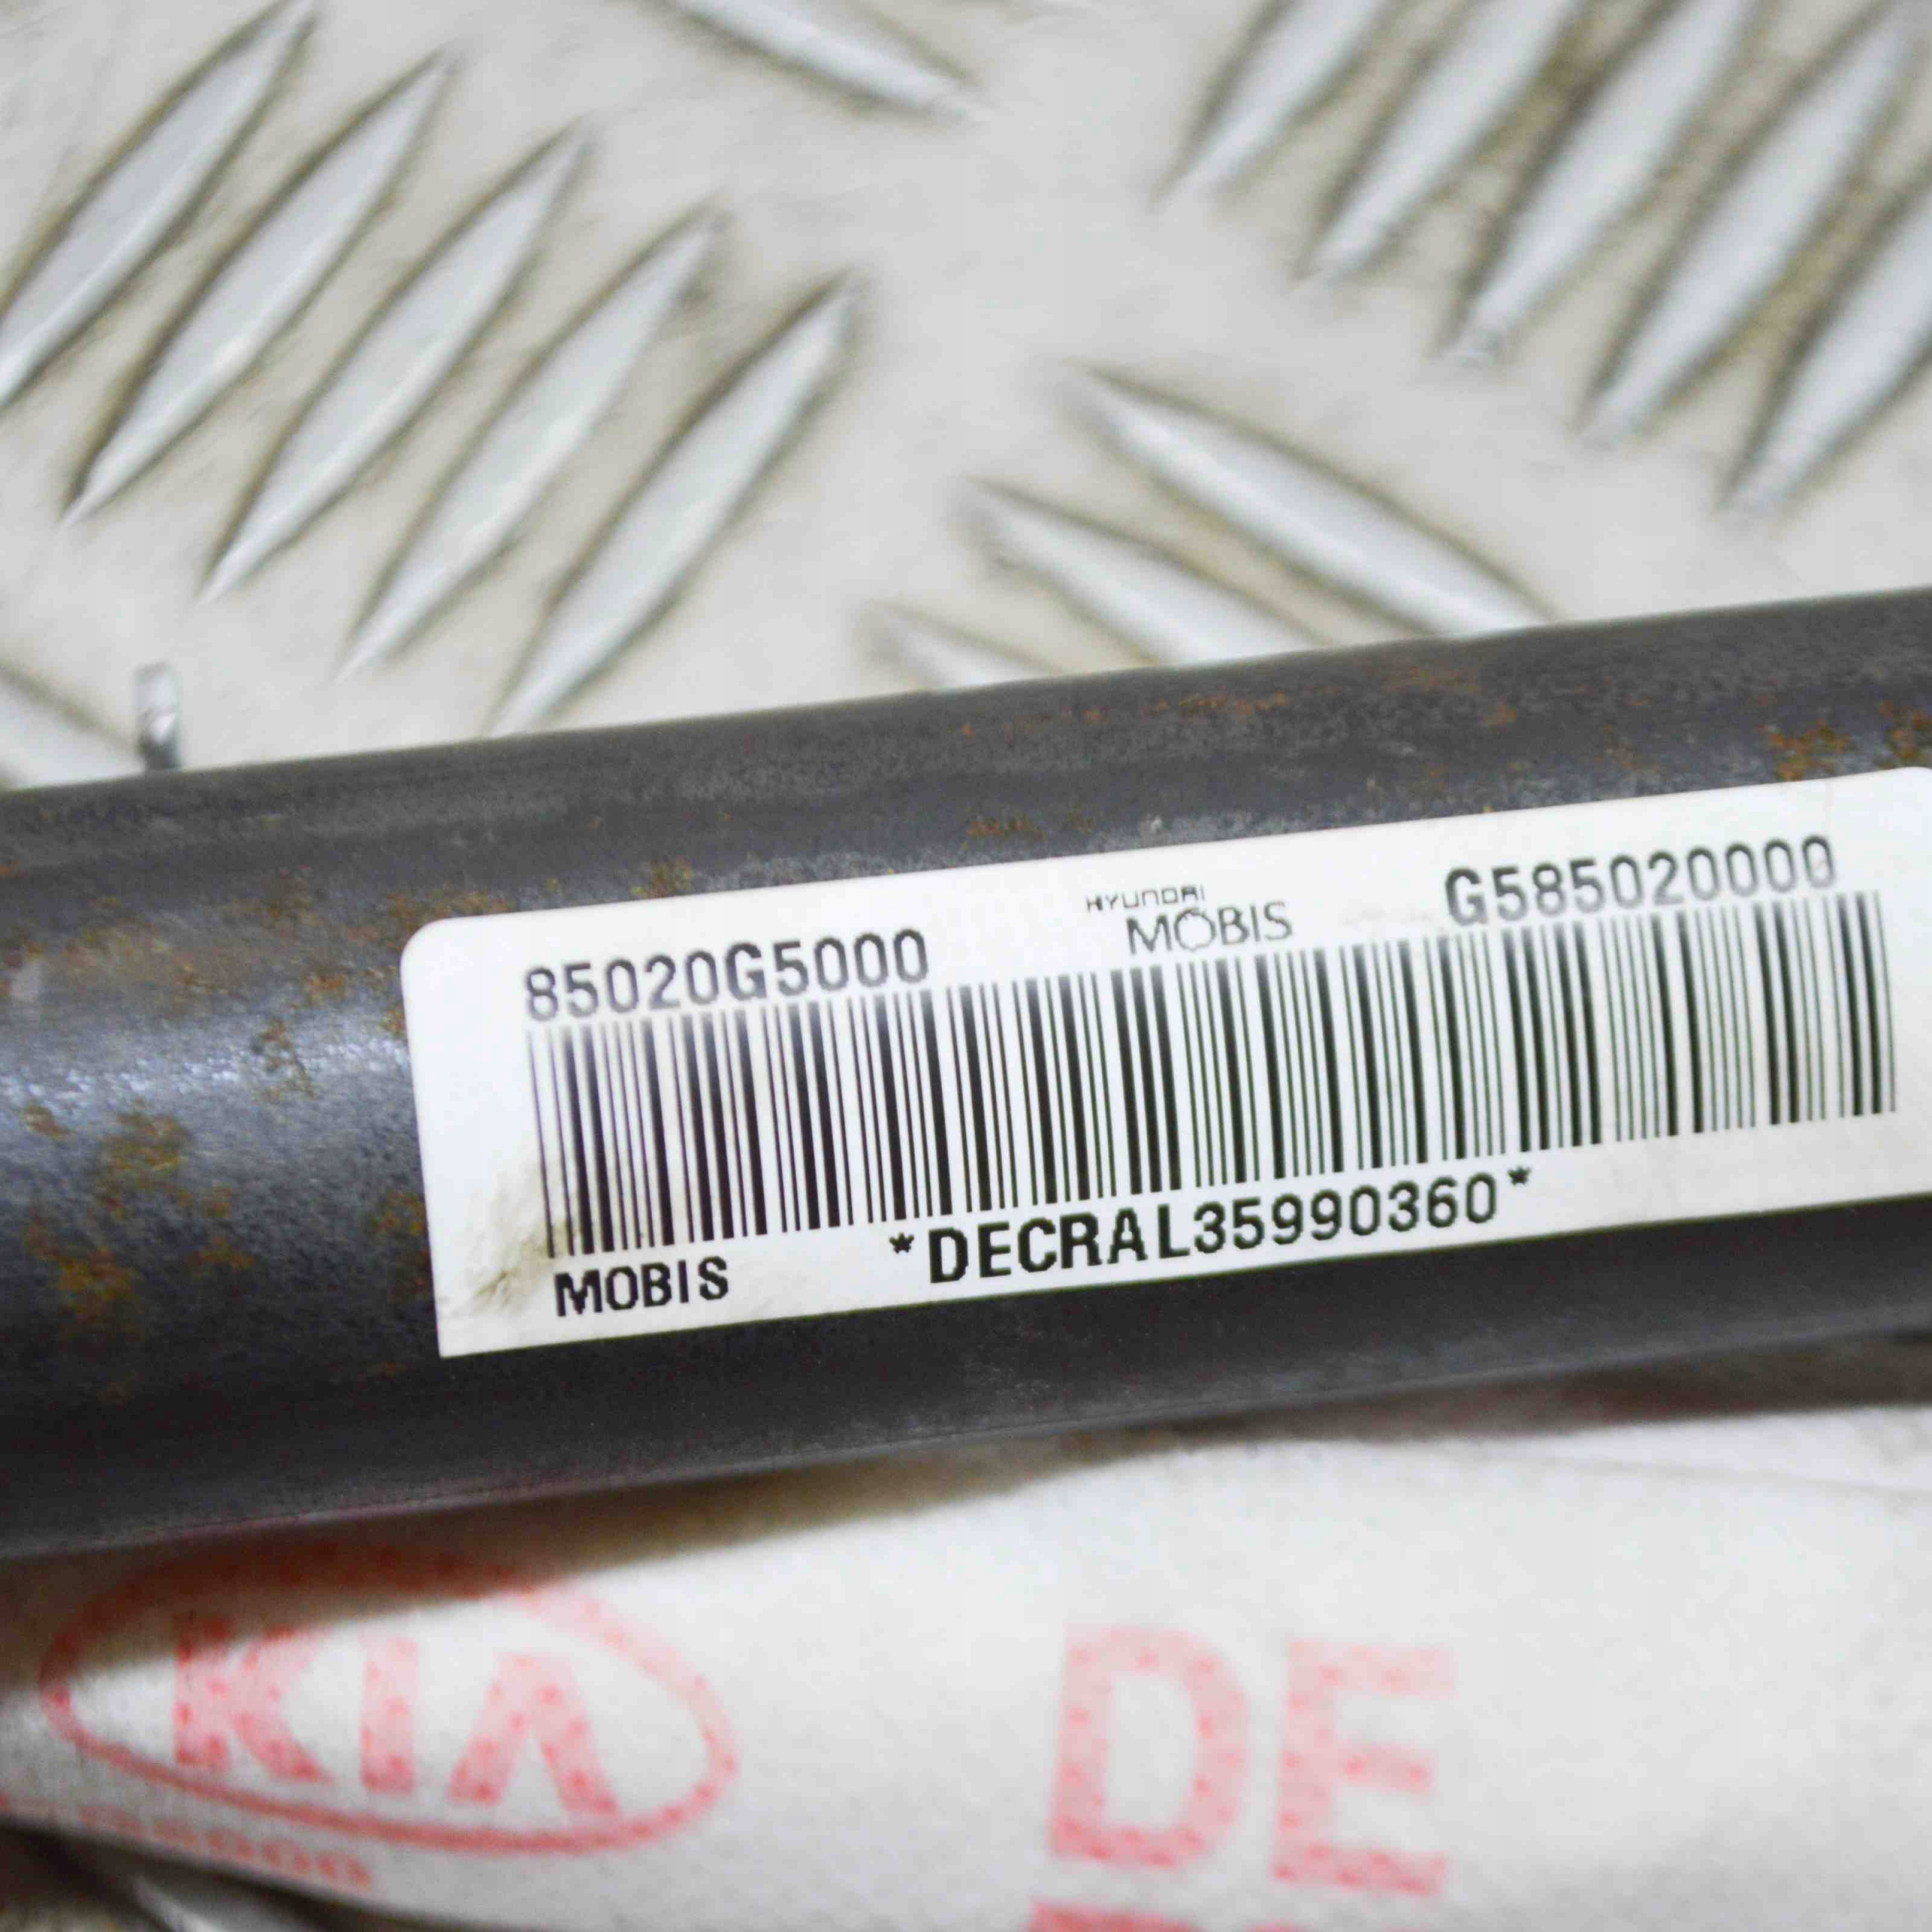 85020G5000
HYUNDAI
MOBIS
G585020000
MOBIS
*DECRAL35990360*
KIA
DE